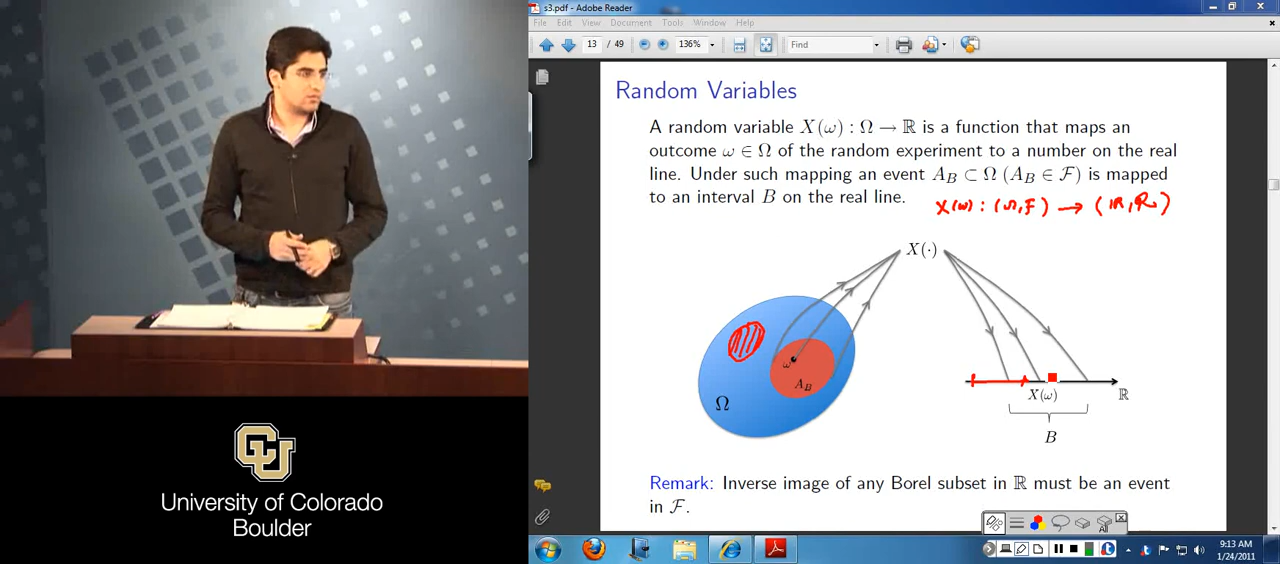 s3.pdf - Adobe Reader
File Edit View Document Tools Window Help
13 / 49 136% Find
Random Variables
A random variable X(ω) : Ω → ℝ is a function that maps an
outcome ω ∈ Ω of the random experiment to a number on the real
line. Under such mapping an event A_B ⊂ Ω (A_B ∈ ℱ) is mapped
to an interval B on the real line.
X(ω) : (Ω, F) → (ℝ, R)
X(·)
ω
A_B
Ω
X(ω)
ℝ
B
Remark: Inverse image of any Borel subset in ℝ must be an event
in ℱ.
All
9:13 AM
1/24/2011
CU
University of Colorado
Boulder